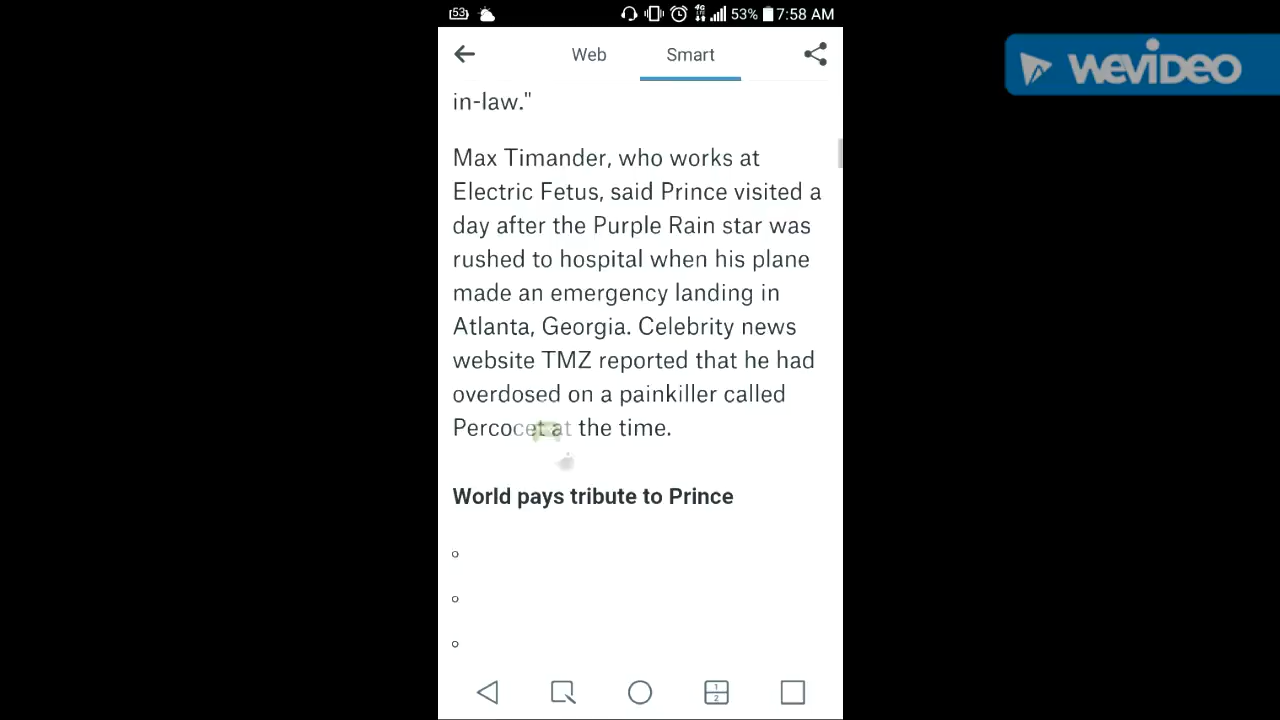 53 53% 7:58 AM
Web Smart
WeVideo
in-law."
Max Timander, who works at
Electric Fetus, said Prince visited a
day after the Purple Rain star was
rushed to hospital when his plane
made an emergency landing in
Atlanta, Georgia. Celebrity news
website TMZ reported that he had
overdosed on a painkiller called
Percocet at the time.
World pays tribute to Prince
1
2